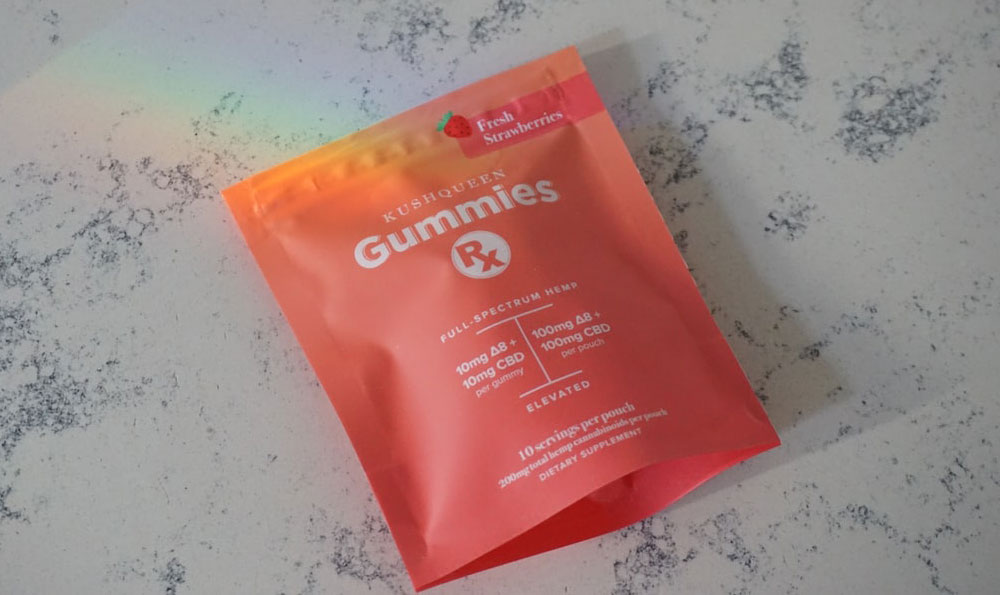 Fresh
Strawberries
KUSHQUEEN
Gummies
Rx
FULL-SPECTRUM HEMP
10mg Δ8 +
10mg CBD
per gummy
100mg Δ8 +
100mg CBD
per pouch
ELEVATED
10 servings per pouch
200mg total hemp cannabinoids per pouch
DIETARY SUPPLEMENT